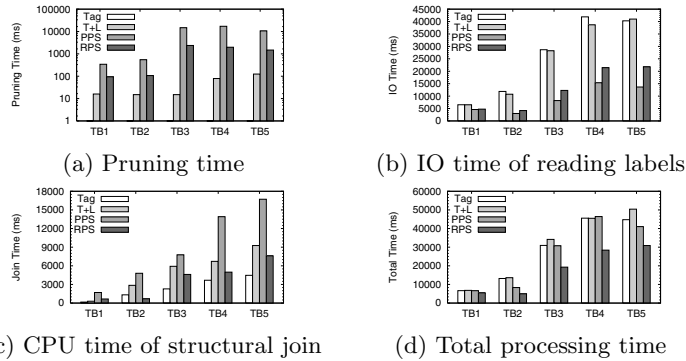 100000
10000
1000
100
10
1
Pruning Time (ms)
Tag
T+L
PPS
RPS
TB1 TB2 TB3 TB4 TB5
(a) Pruning time
45000
40000
35000
30000
25000
20000
15000
10000
5000
0
IO Time (ms)
Tag
T+L
PPS
RPS
TB1 TB2 TB3 TB4 TB5
(b) IO time of reading labels
18000
15000
12000
9000
6000
3000
0
Join Time (ms)
Tag
T+L
PPS
RPS
TB1 TB2 TB3 TB4 TB5
c) CPU time of structural join
60000
50000
40000
30000
20000
10000
0
Total Time (ms)
Tag
T+L
PPS
RPS
TB1 TB2 TB3 TB4 TB5
(d) Total processing time